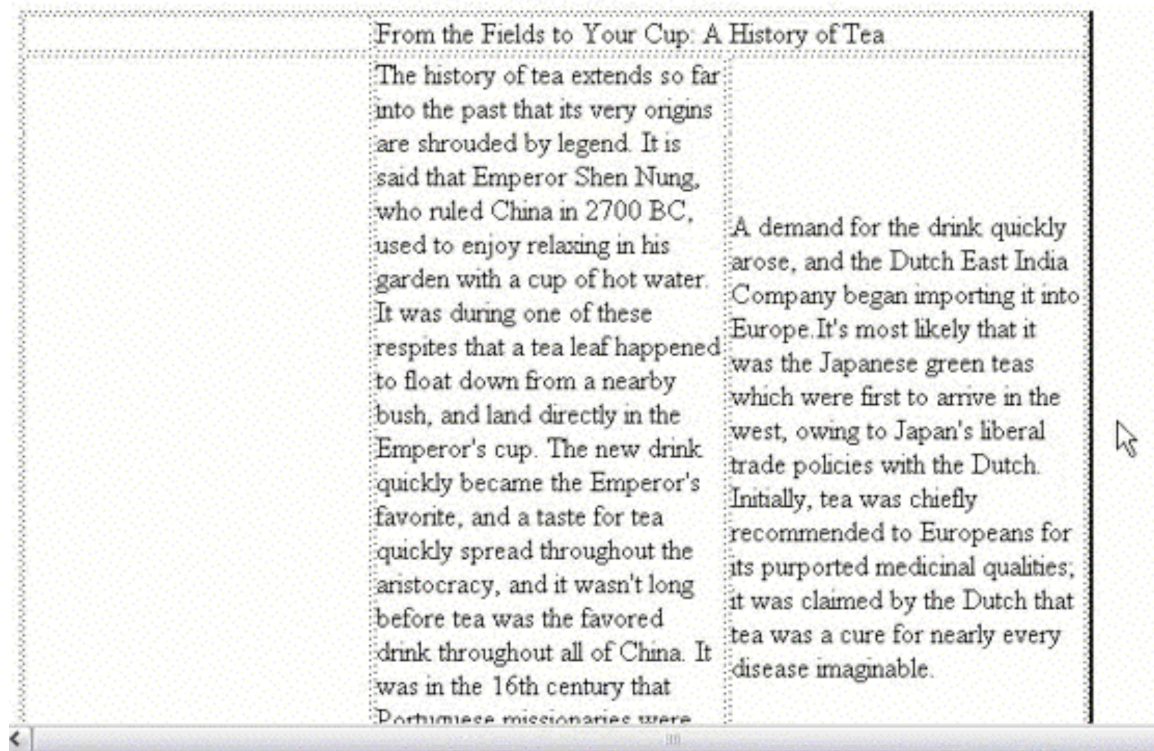 From the Fields to Your Cup: A History of Tea
The history of tea extends so far
into the past that its very origins
are shrouded by legend. It is
said that Emperor Shen Nung,
who ruled China in 2700 BC,
used to enjoy relaxing in his
garden with a cup of hot water.
It was during one of these
respites that a tea leaf happened
to float down from a nearby
bush, and land directly in the
Emperor's cup. The new drink
quickly became the Emperor's
favorite, and a taste for tea
quickly spread throughout the
aristocracy, and it wasn't long
before tea was the favored
drink throughout all of China. It
was in the 16th century that
Portuguese missionaries were
A demand for the drink quickly
arose, and the Dutch East India
Company began importing it into
Europe.It's most likely that it
was the Japanese green teas
which were first to arrive in the
west, owing to Japan's liberal
trade policies with the Dutch.
Initially, tea was chiefly
recommended to Europeans for
its purported medicinal qualities;
it was claimed by the Dutch that
tea was a cure for nearly every
disease imaginable.